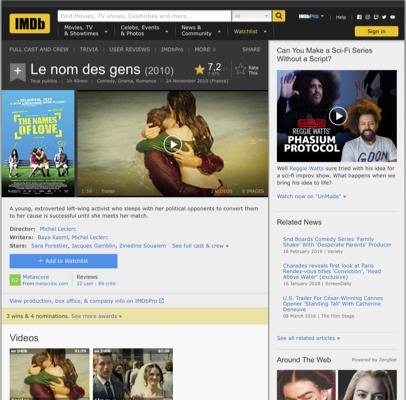 IMDb
Find Movies, TV shows, Celebrities and more...
All
IMDbPro
Help
Movies, TV
& Showtimes
Celebs, Events
& Photos
News &
Community
Watchlist
Sign in
FULL CAST AND CREW | TRIVIA | USER REVIEWS | IMDbPro | MORE
SHARE
Le nom des gens (2010)
7,2
Rate
This
Tous publics | 1h 40min | Comedy, Drama, Romance | 24 November 2010 (France)
THE NAMES
OF LOVE
1:58 | Trailer
2 VIDEOS
8 IMAGES
A young, extroverted left-wing activist who sleeps with her political opponents to convert them
to her cause is successful until she meets her match.
Director: Michel Leclerc
Writers: Baya Kasmi, Michel Leclerc
Stars: Sara Forestier, Jacques Gamblin, Zinedine Soualem | See full cast & crew »
+ Add to Watchlist
Metascore
From metacritic.com
Reviews
22 user | 88 critic
View production, box office, & company info on IMDbPro
3 wins & 4 nominations. See more awards »
Videos
Can You Make a Sci-Fi Series
Without a Script?
REGGIE WATTS'
PHASIUM
PROTOCOL
Well Reggie Watts sure tried with his idea for
a sci-fi improv show. What happens when we
bring his idea to life?
Watch now on "UnMade" »
Related News
Snd Boards Comedy Series 'Family
Shake' With 'Desperate Parents' Producer
18 February 2019 | Variety
Charades reveals first look at Paris
Rendez-vous titles 'Conviction', 'Head
Above Water' (exclusive)
16 January 2018 | ScreenDaily
U.S. Trailer For César-Winning Cannes
Opener 'Standing Tall' With Catherine
Deneuve
08 March 2016 | The Film Stage
See all related articles »
Around The Web
Powered by ZergNet